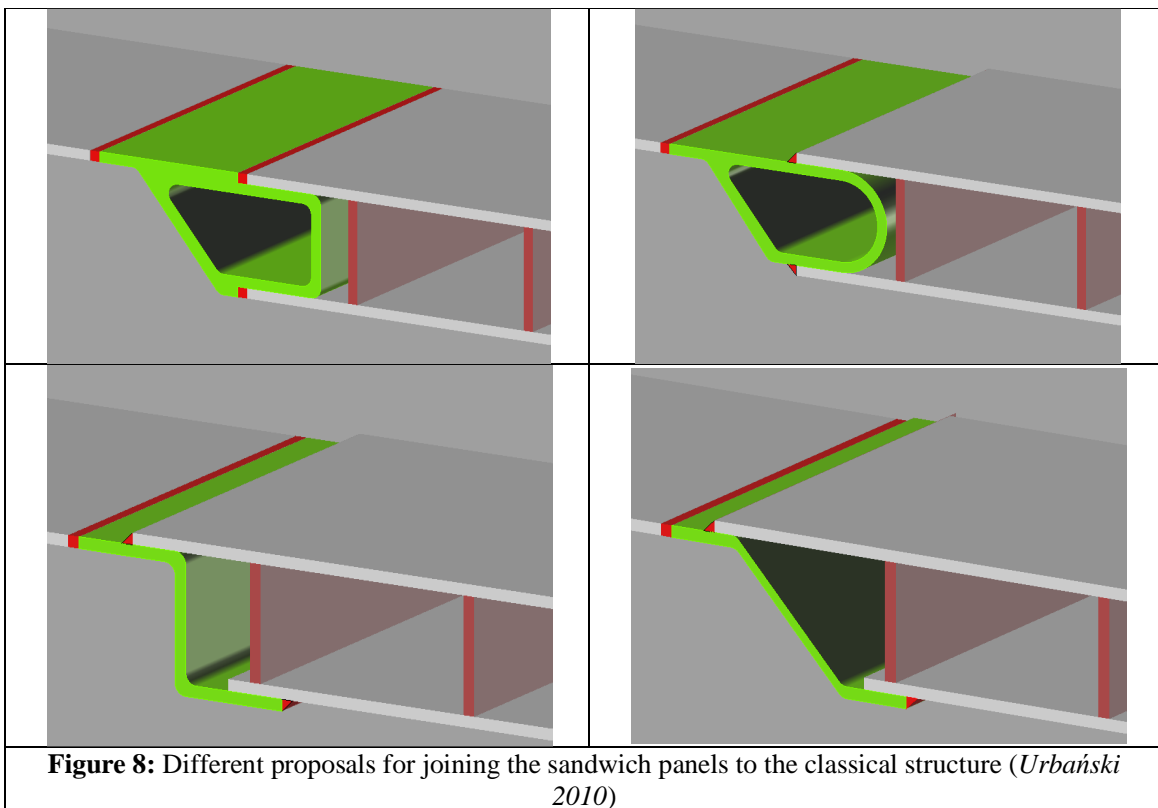 Figure 8: Different proposals for joining the sandwich panels to the classical structure (Urbański
2010)